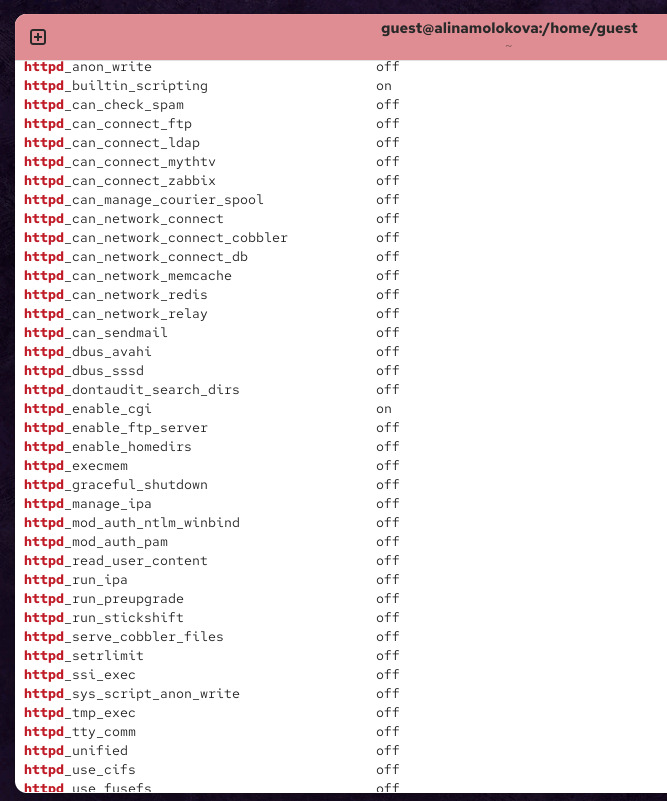 guest@alinamolokova:/home/guest
~
httpd_anon_write off
httpd_builtin_scripting on
httpd_can_check_spam off
httpd_can_connect_ftp off
httpd_can_connect_ldap off
httpd_can_connect_mythtv off
httpd_can_connect_zabbix off
httpd_can_manage_courier_spool off
httpd_can_network_connect off
httpd_can_network_connect_cobbler off
httpd_can_network_connect_db off
httpd_can_network_memcache off
httpd_can_network_redis off
httpd_can_network_relay off
httpd_can_sendmail off
httpd_dbus_avahi off
httpd_dbus_sssd off
httpd_dontaudit_search_dirs off
httpd_enable_cgi on
httpd_enable_ftp_server off
httpd_enable_homedirs off
httpd_execmem off
httpd_graceful_shutdown off
httpd_manage_ipa off
httpd_mod_auth_ntlm_winbind off
httpd_mod_auth_pam off
httpd_read_user_content off
httpd_run_ipa off
httpd_run_preupgrade off
httpd_run_stickshift off
httpd_serve_cobbler_files off
httpd_setrlimit off
httpd_ssi_exec off
httpd_sys_script_anon_write off
httpd_tmp_exec off
httpd_tty_comm off
httpd_unified off
httpd_use_cifs off
httpd_use_fusefs off